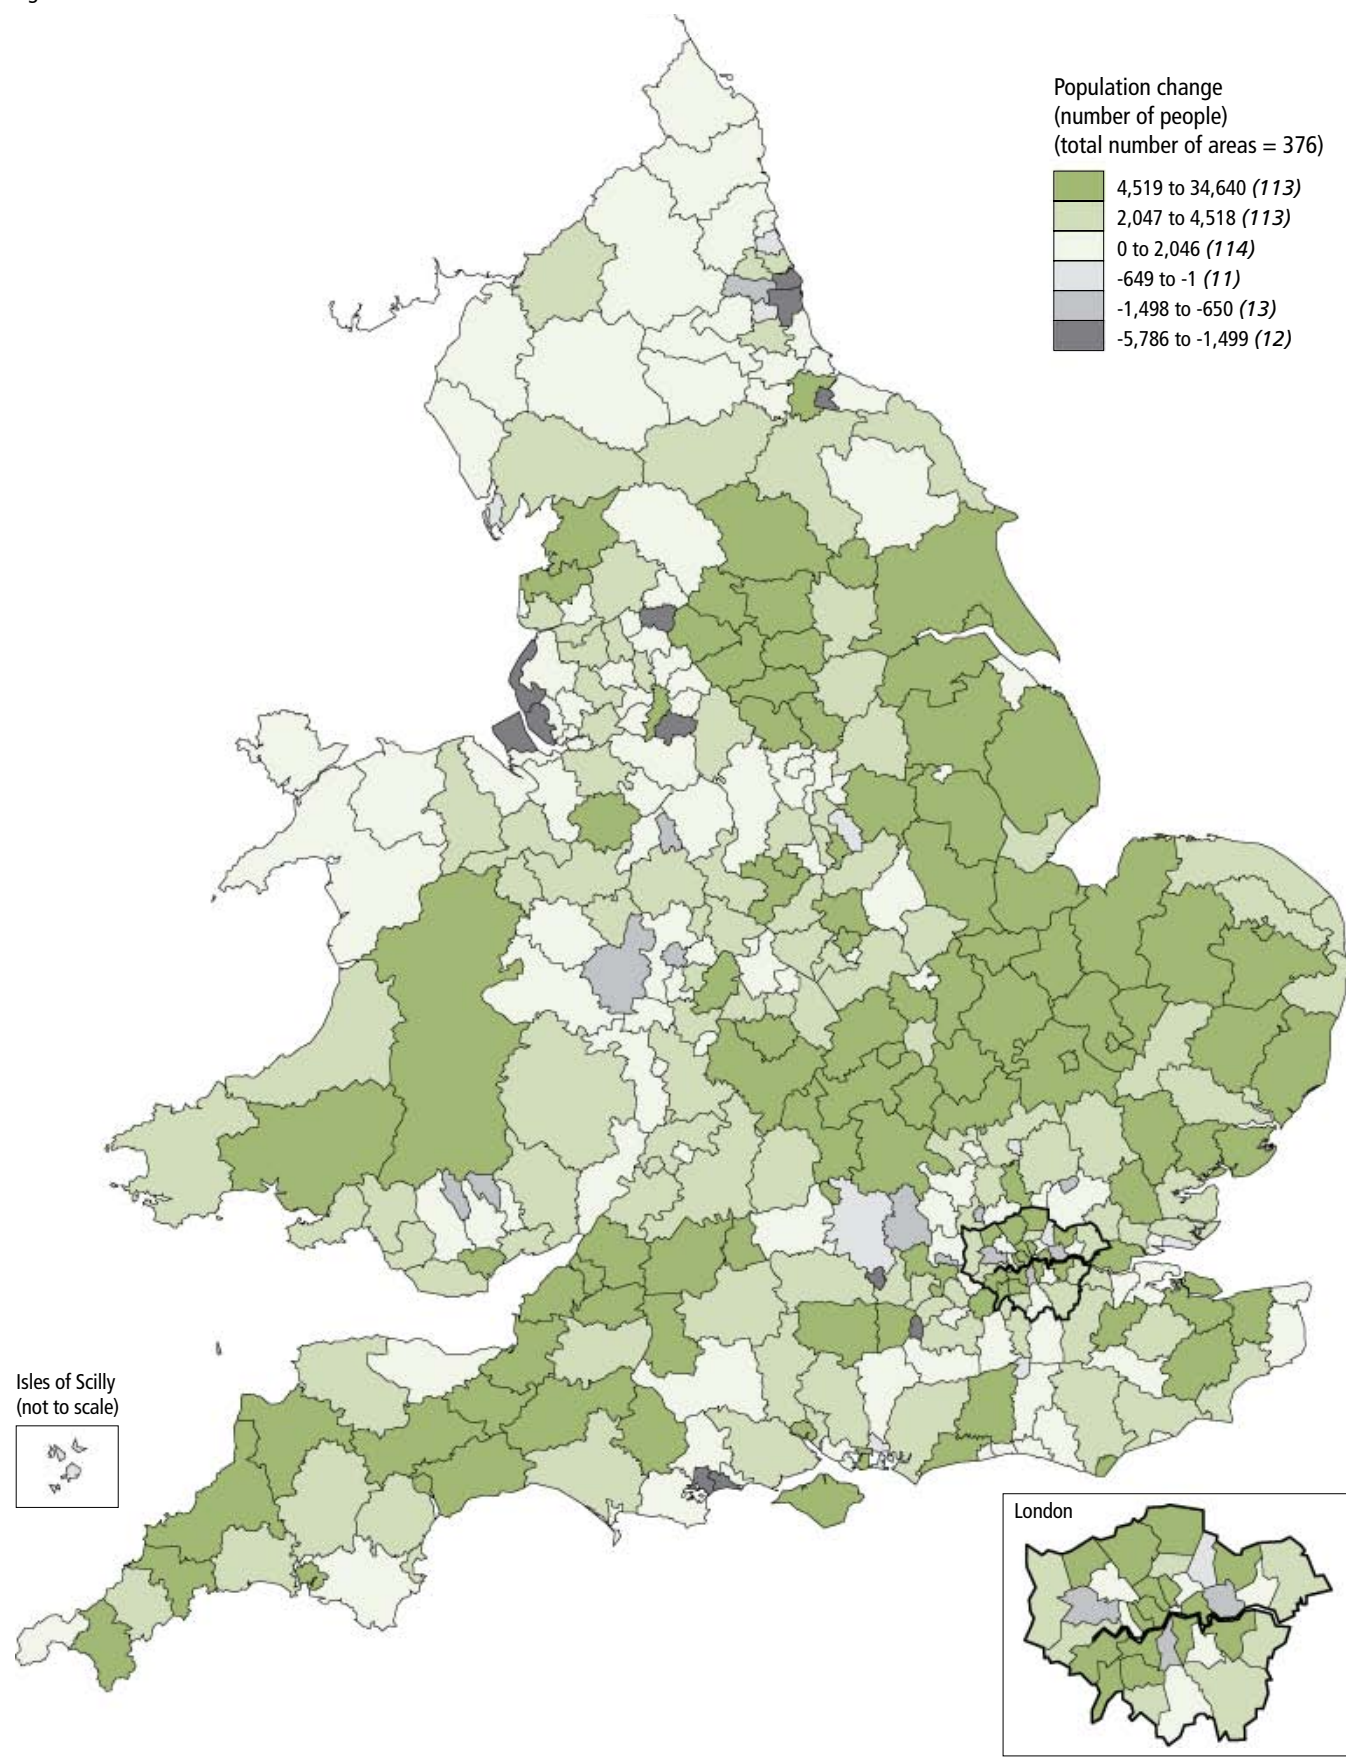 Population change
(number of people)
(total number of areas = 376)
4,519 to 34,640 (113)
2,047 to 4,518 (113)
0 to 2,046 (114)
-649 to -1 (11)
-1,498 to -650 (13)
-5,786 to -1,499 (12)
Isles of Scilly
(not to scale)
London